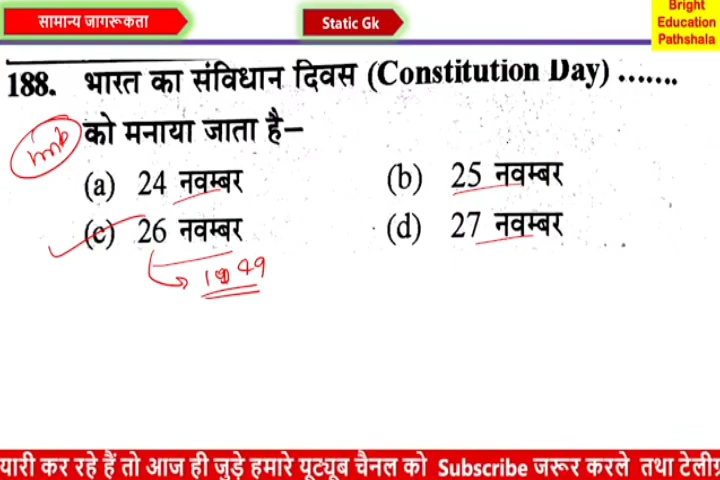 सामान्य जागरूकता
Static Gk
Bright
Education
Pathshala
188. भारत का संविधान दिवस (Constitution Day) .......
को मनाया जाता है–
Imp
(a) 24 नवम्बर
(b) 25 नवम्बर
(c) 26 नवम्बर
(d) 27 नवम्बर
1949
यारी कर रहे हैं तो आज ही जुड़े हमारे यूट्यूब चैनल को Subscribe जरूर करले तथा टेलीग्र